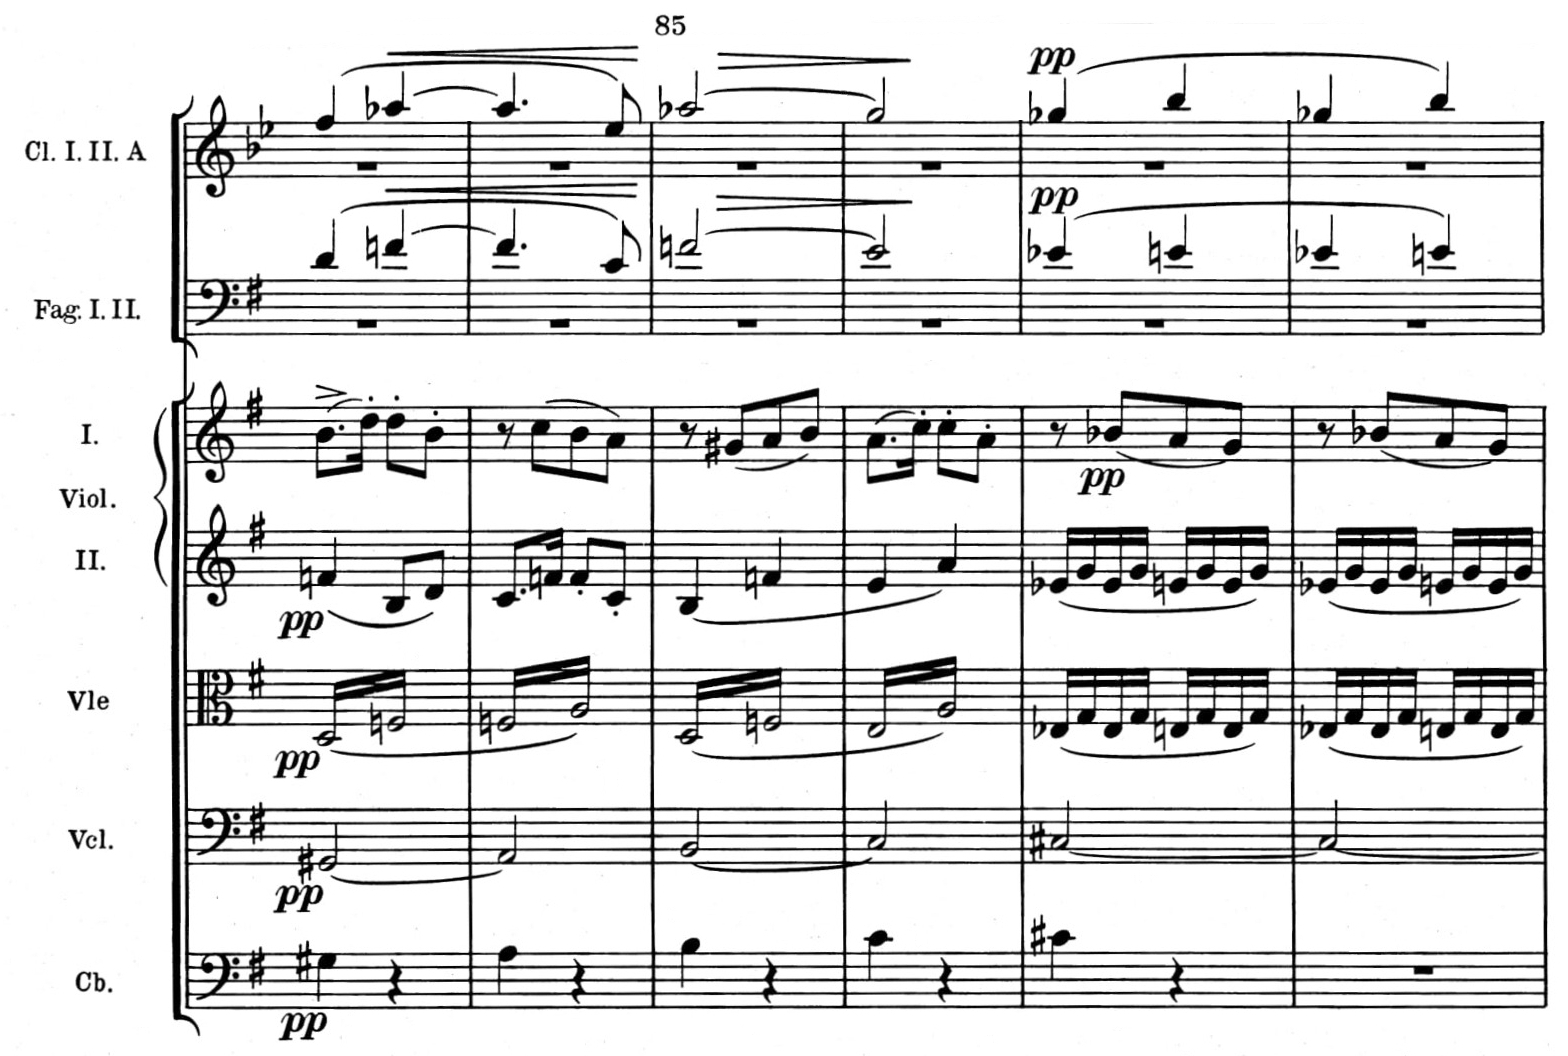 85
pp
Cl. I. II. A
pp
Fag. I. II.
I.
pp
Viol.
II.
pp
Vle
pp
Vcl.
pp
Cb.
pp